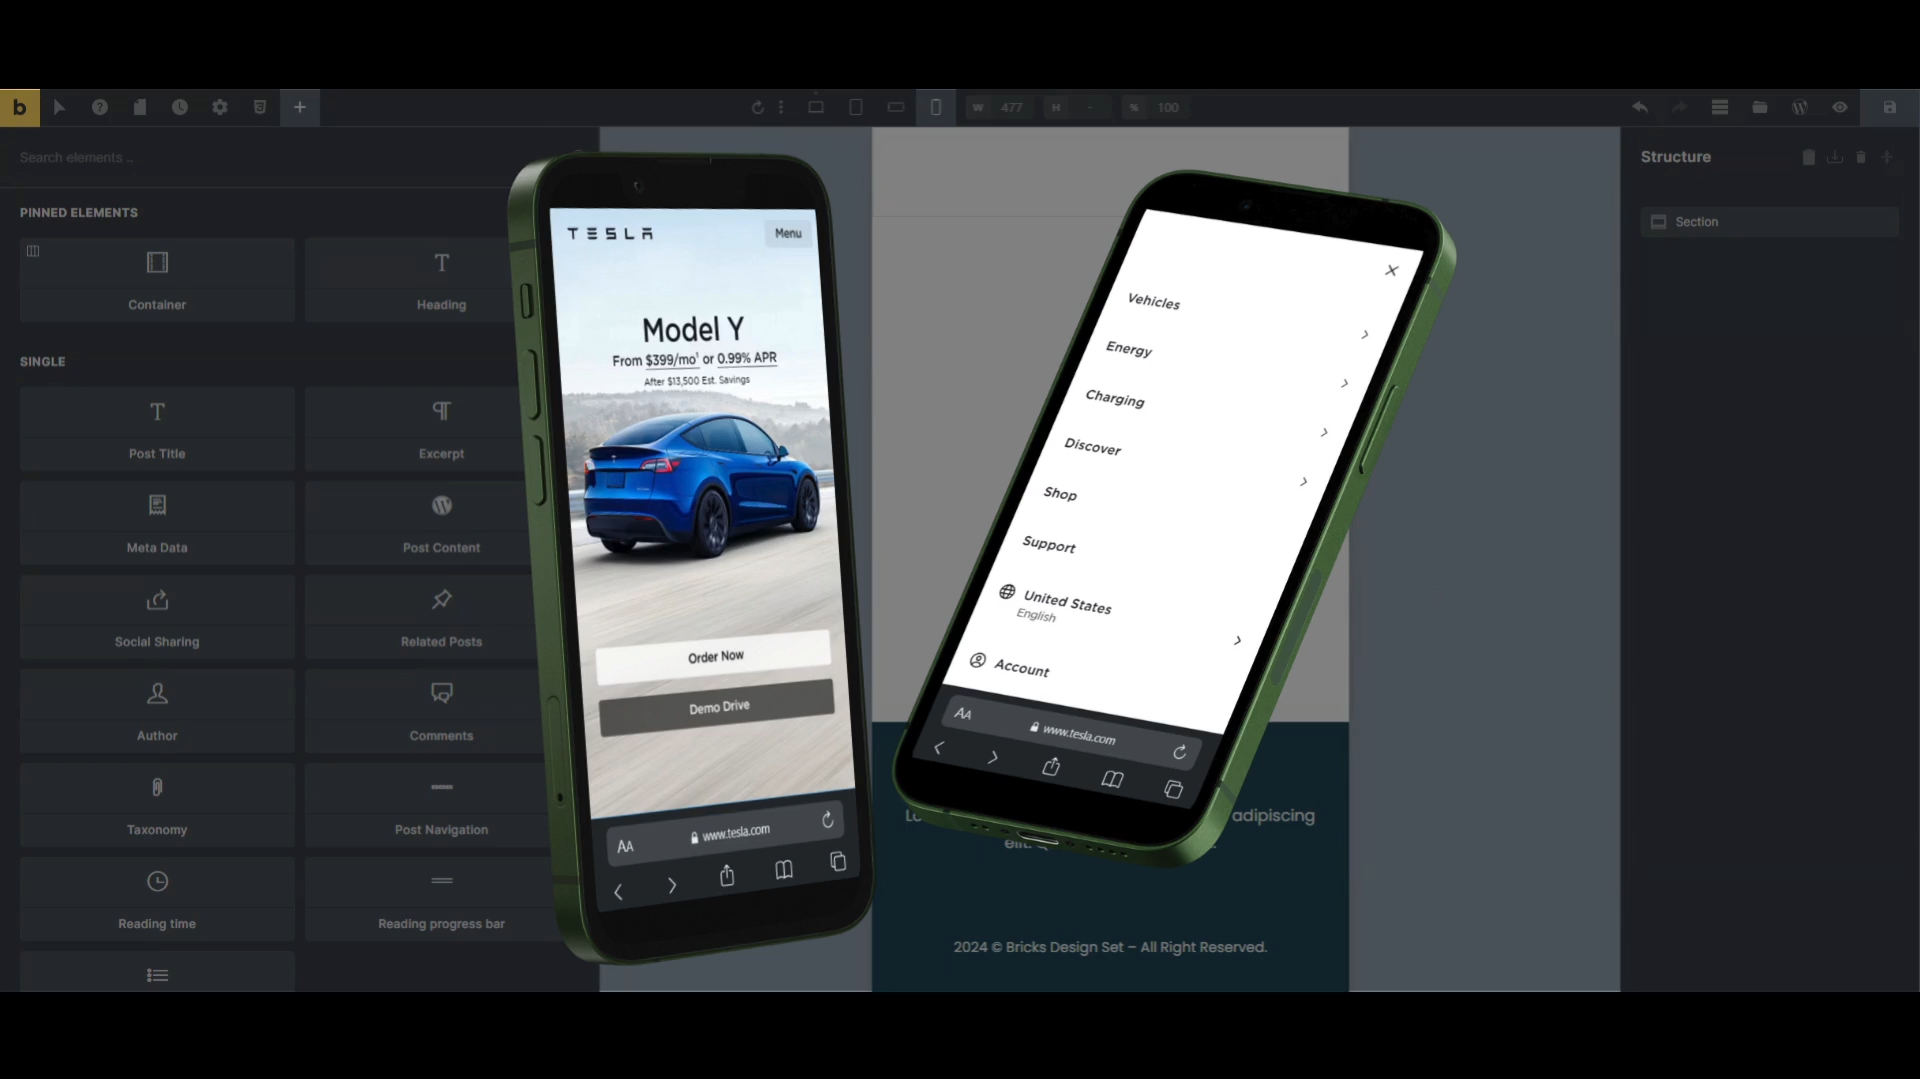 b
W 477 H - % 100
Search elements ..
PINNED ELEMENTS
Container
Heading
SINGLE
Post Title
Excerpt
Meta Data
Post Content
Social Sharing
Related Posts
Author
Comments
Taxonomy
Post Navigation
Reading time
Reading progress bar
TESLA
Menu
Model Y
From $399/mo¹ or 0.99% APR
After $13,500 Est. Savings
Order Now
Demo Drive
AA www.tesla.com
Vehicles
Energy
Charging
Discover
Shop
Support
United States
English
Account
AA www.tesla.com
adipiscing
2024 © Bricks Design Set – All Right Reserved.
Structure
Section